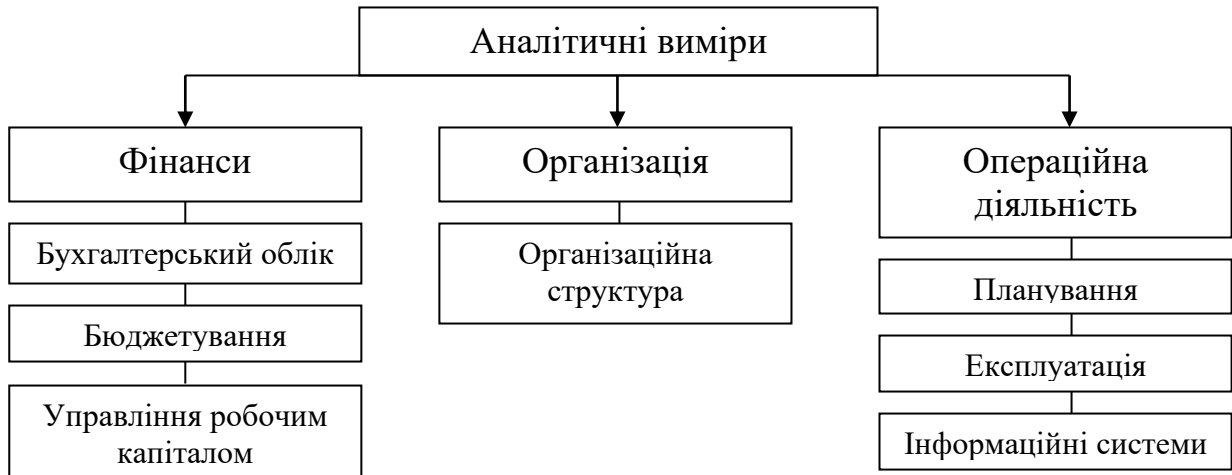 Аналітичні виміри
Фінанси
Бухгалтерський облік
Бюджетування
Управління робочим
капіталом
Організація
Організаційна
структура
Операційна
діяльність
Планування
Експлуатація
Інформаційні системи